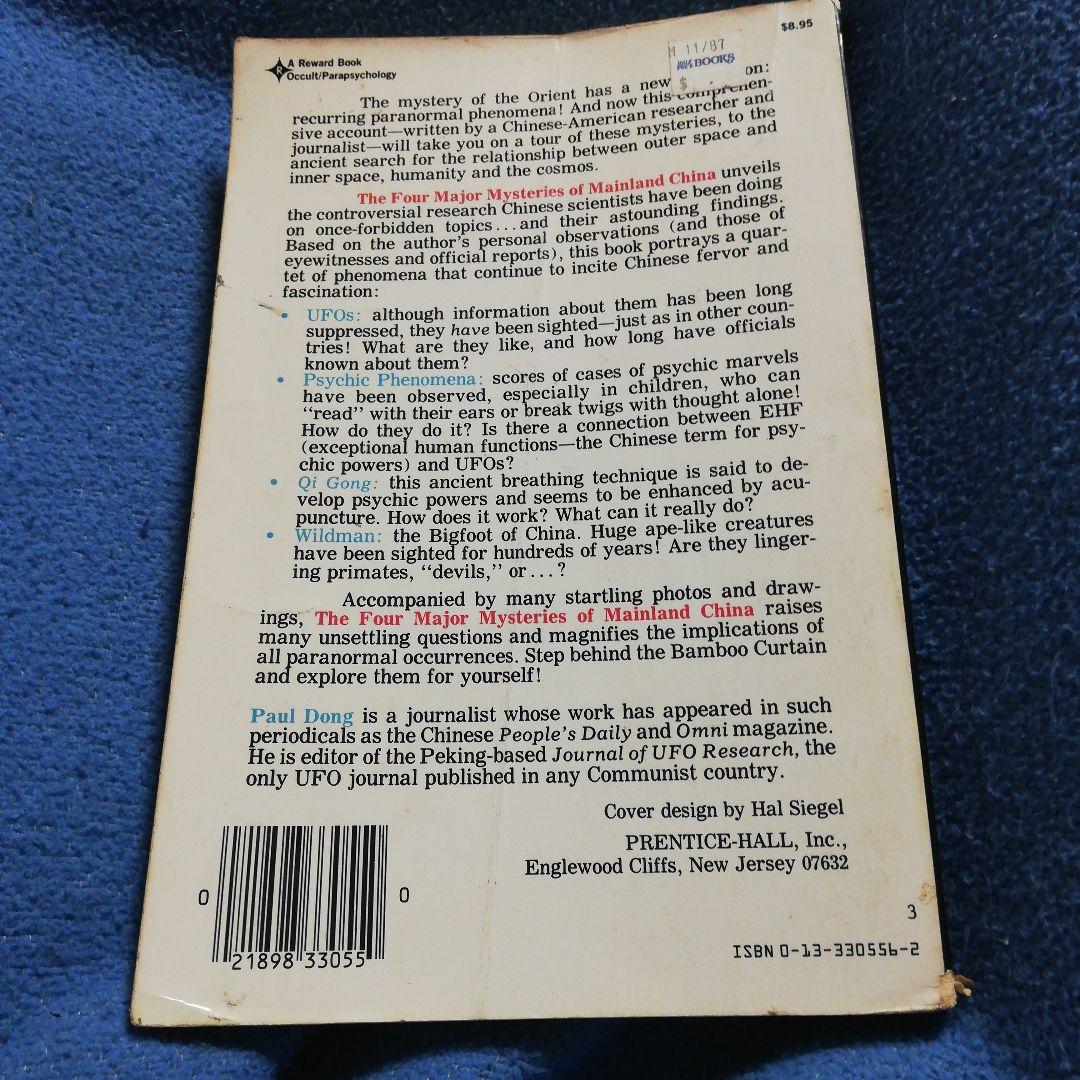 $8.95
A Reward Book
Occult/Parapsychology
11/87
BOOKS
$
The mystery of the Orient has a new on:
recurring paranormal phenomena! And now this comprehen-
sive account—written by a Chinese-American researcher and
journalist—will take you on a tour of these mysteries, to the
ancient search for the relationship between outer space and
inner space, humanity and the cosmos.
The Four Major Mysteries of Mainland China unveils
the controversial research Chinese scientists have been doing
on once-forbidden topics...and their astounding findings.
Based on the author's personal observations (and those of
eyewitnesses and official reports), this book portrays a quar-
tet of phenomena that continue to incite Chinese fervor and
fascination:
• UFOs: although information about them has been long
suppressed, they have been sighted—just as in other coun-
tries! What are they like, and how long have officials
known about them?
• Psychic Phenomena: scores of cases of psychic marvels
have been observed, especially in children, who can
"read" with their ears or break twigs with thought alone!
How do they do it? Is there a connection between EHF
(exceptional human functions—the Chinese term for psy-
chic powers) and UFOs?
• Qi Gong: this ancient breathing technique is said to de-
velop psychic powers and seems to be enhanced by acu-
puncture. How does it work? What can it really do?
• Wildman: the Bigfoot of China. Huge ape-like creatures
have been sighted for hundreds of years! Are they linger-
ing primates, "devils," or...?
Accompanied by many startling photos and draw-
ings, The Four Major Mysteries of Mainland China raises
many unsettling questions and magnifies the implications of
all paranormal occurrences. Step behind the Bamboo Curtain
and explore them for yourself!
Paul Dong is a journalist whose work has appeared in such
periodicals as the Chinese People's Daily and Omni magazine.
He is editor of the Peking-based Journal of UFO Research, the
only UFO journal published in any Communist country.
Cover design by Hal Siegel
PRENTICE-HALL, Inc.,
Englewood Cliffs, New Jersey 07632
0 21898 33055 0
3
ISBN 0-13-330556-2